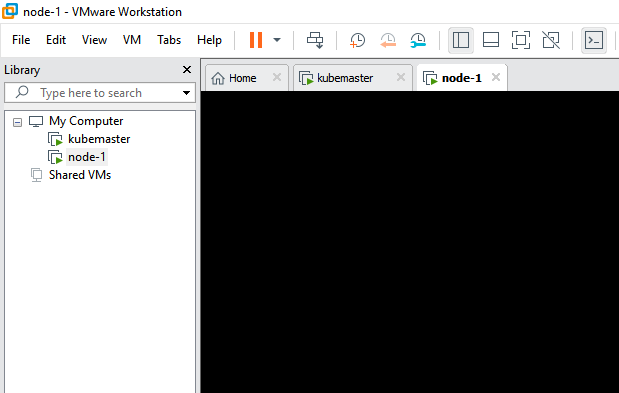 node-1 - VMware Workstation
File Edit View VM Tabs Help
Library
Type here to search
My Computer
kubemaster
node-1
Shared VMs
Home kubemaster node-1